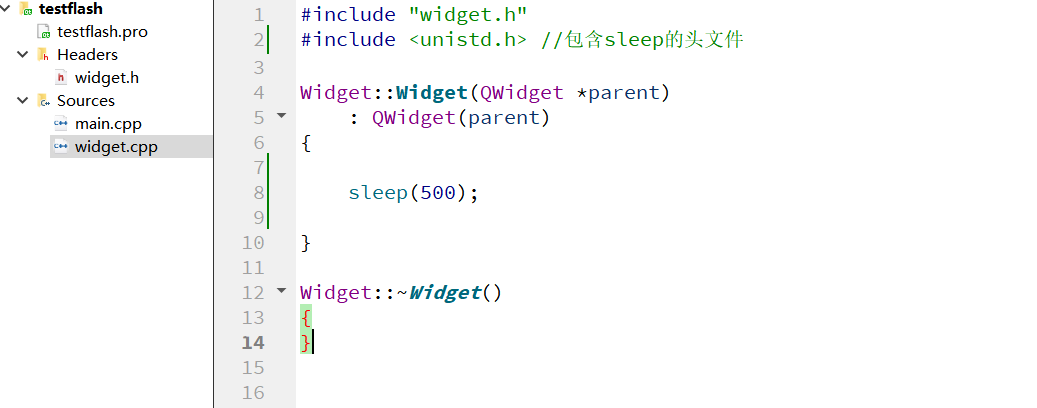 testflash
testflash.pro
Headers
widget.h
Sources
main.cpp
widget.cpp
1 #include "widget.h"
2 #include <unistd.h> //包含sleep的头文件
3
4 Widget::Widget(QWidget *parent)
5 : QWidget(parent)
6 {
7
8 sleep(500);
9
10 }
11
12 Widget::~Widget()
13 {
14 }
15
16